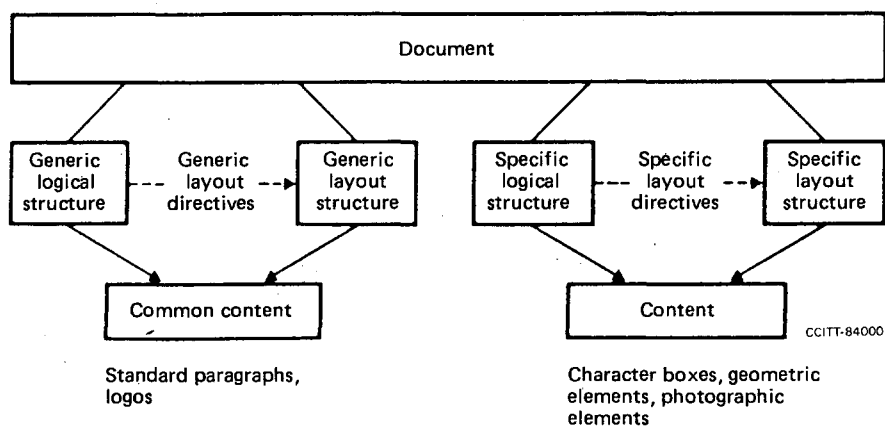 Document
Generic
logical
structure
Generic
layout
directives
Generic
layout
structure
Specific
logical
structure
Specific
layout
directives
Specific
layout
structure
Common content
Content
CCITT-84000
Standard paragraphs,
logos
Character boxes, geometric
elements, photographic
elements